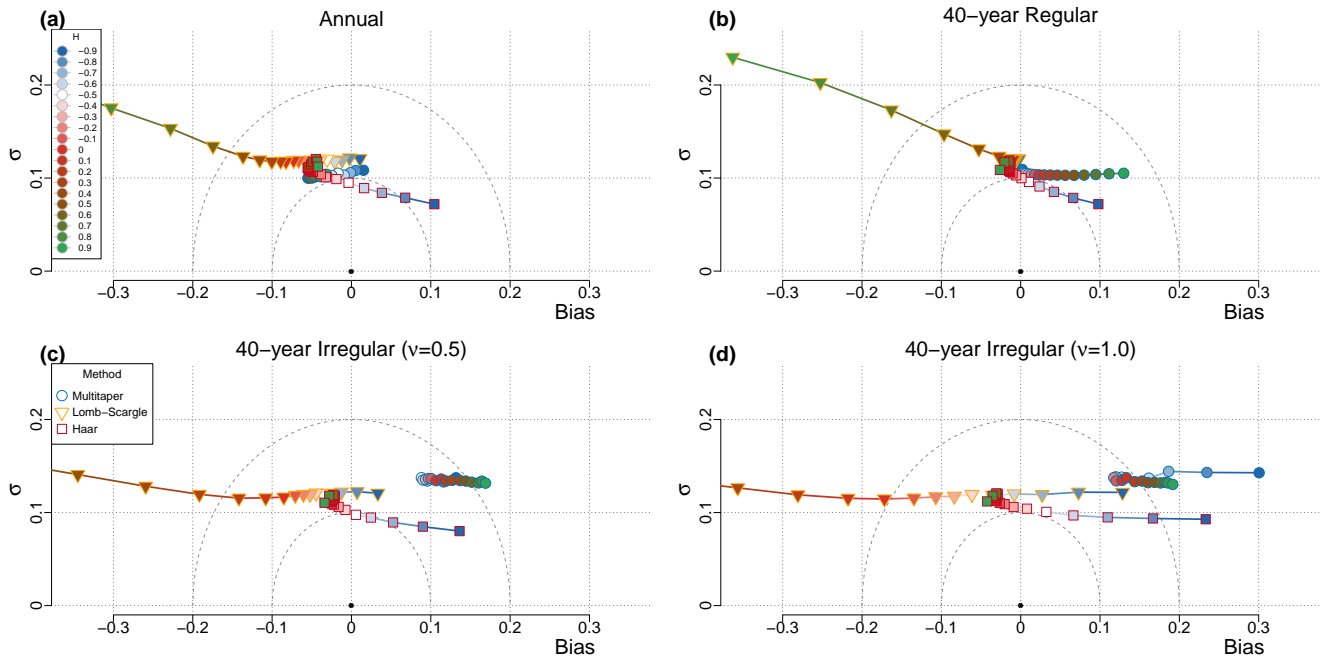 (a)
Annual
H
−0.9
−0.8
−0.7
−0.6
−0.5
−0.4
−0.3
−0.2
−0.1
0
0.1
0.2
0.3
0.4
0.5
0.6
0.7
0.8
0.9
σ
0.2
0.1
0
−0.3
−0.2
−0.1
0
0.1
0.2
0.3
Bias
(b)
40−year Regular
σ
0.2
0.1
0
−0.3
−0.2
−0.1
0
0.1
0.2
0.3
Bias
(c)
40−year Irregular (ν=0.5)
Method
Multitaper
Lomb−Scargle
Haar
σ
0.2
0.1
0
−0.3
−0.2
−0.1
0
0.1
0.2
0.3
Bias
(d)
40−year Irregular (ν=1.0)
σ
0.2
0.1
0
−0.3
−0.2
−0.1
0
0.1
0.2
0.3
Bias